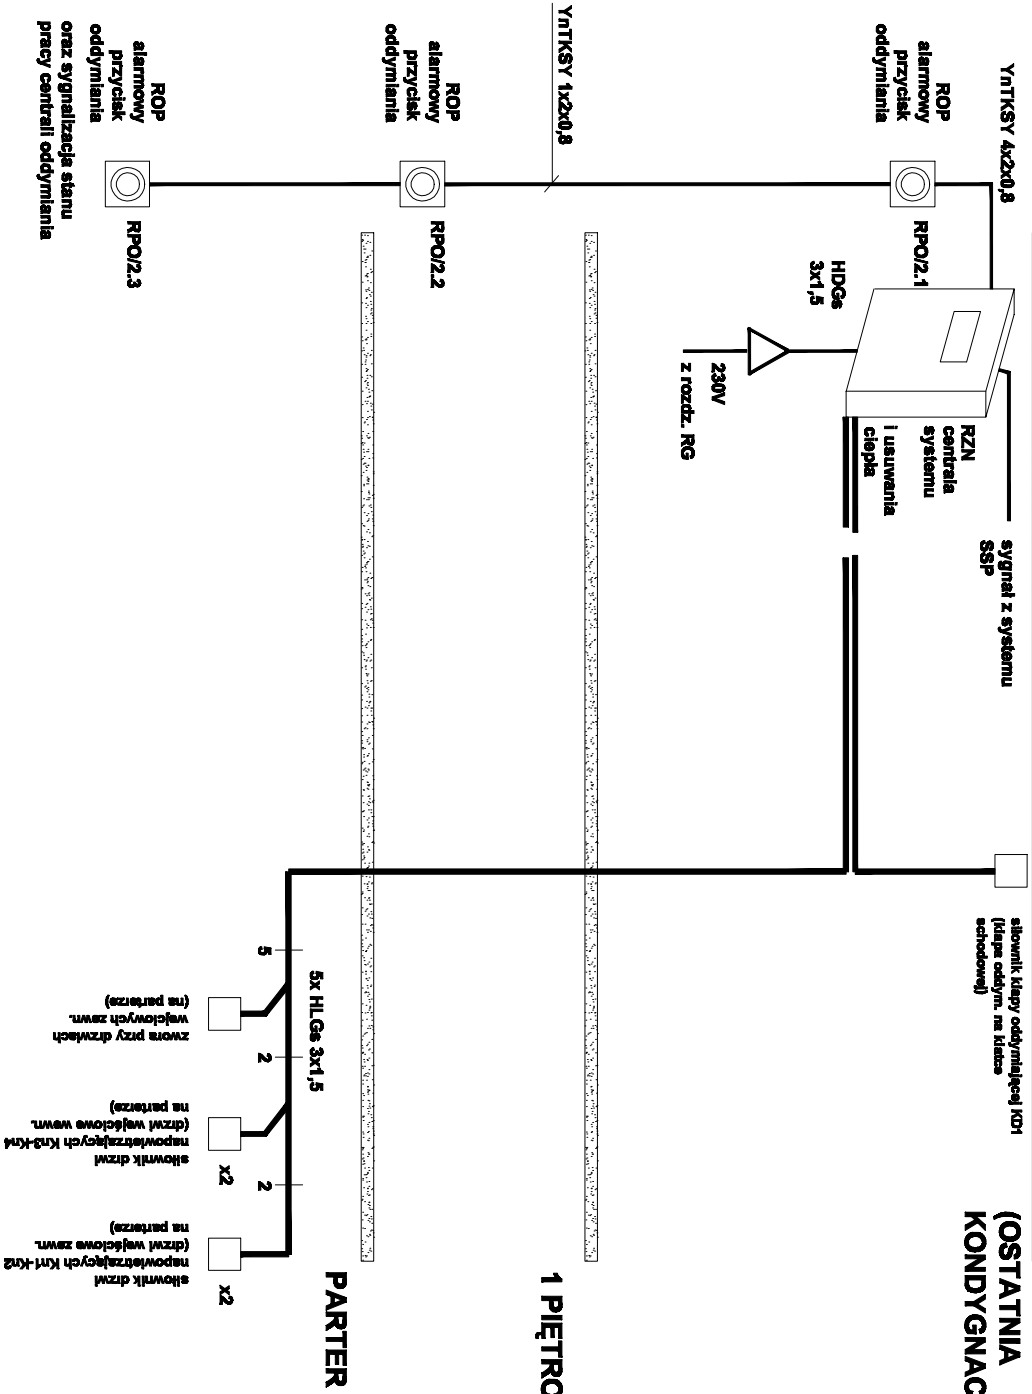 YnTKSY 4x2x0,8
ROP
alarmowy
przycisk
oddymiania
RPO/2.1
YnTKSY 1x2x0,8
ROP
alarmowy
przycisk
oddymiania
RPO/2.2
ROP
alarmowy
przycisk
oddymiania
oraz sygnalizacja stanu
pracy centrali oddymiania
RPO/2.3
HDGs
3x1,5
230V
z rozdz. RG
RZN
centrala
systemu
i usuwania
ciepła
sygnał z systemu
SSP
siłownik klapy oddymiającej KD1
(klapa oddym. na klatce
schodowej)
(OSTATNIA
KONDYGNAC
1 PIĘTRO
PARTER
5x HLGs 3x1,5
5
2
2
zwora przy drzwiach
wejściowych zewn.
(na parterze)
x2
siłownik drzwi
napowietrzających Kn3-Kn4
(drzwi wejściowe wewn.
na parterze)
x2
siłownik drzwi
napowietrzających Kn1-Kn2
(drzwi wejściowe zewn.
na parterze)